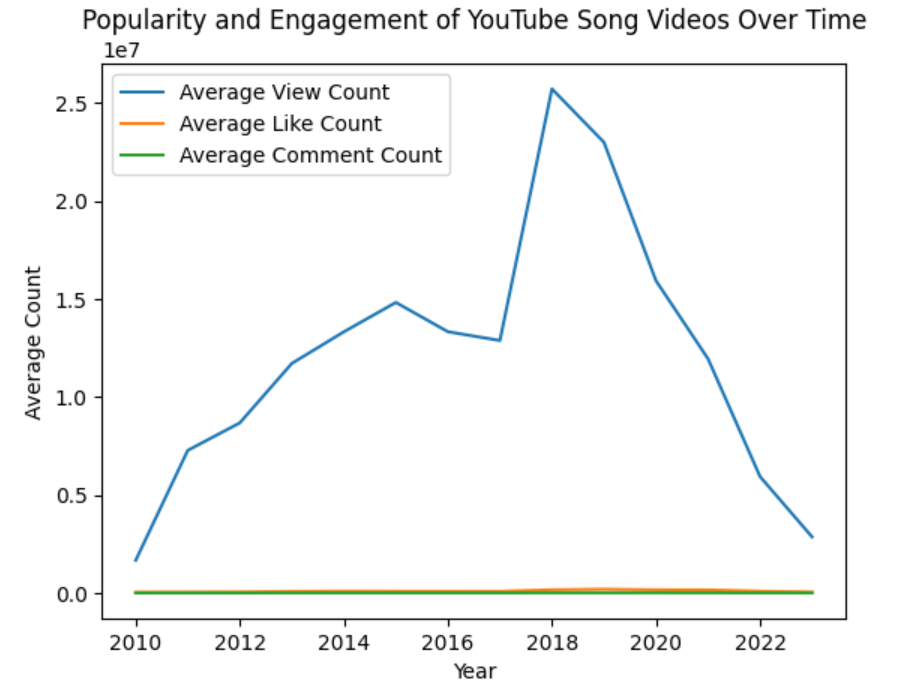 Popularity and Engagement of YouTube Song Videos Over Time
1e7
Average View Count
Average Like Count
Average Comment Count
2.5
2.0
1.5
1.0
0.5
0.0
Average Count
2010 2012 2014 2016 2018 2020 2022
Year